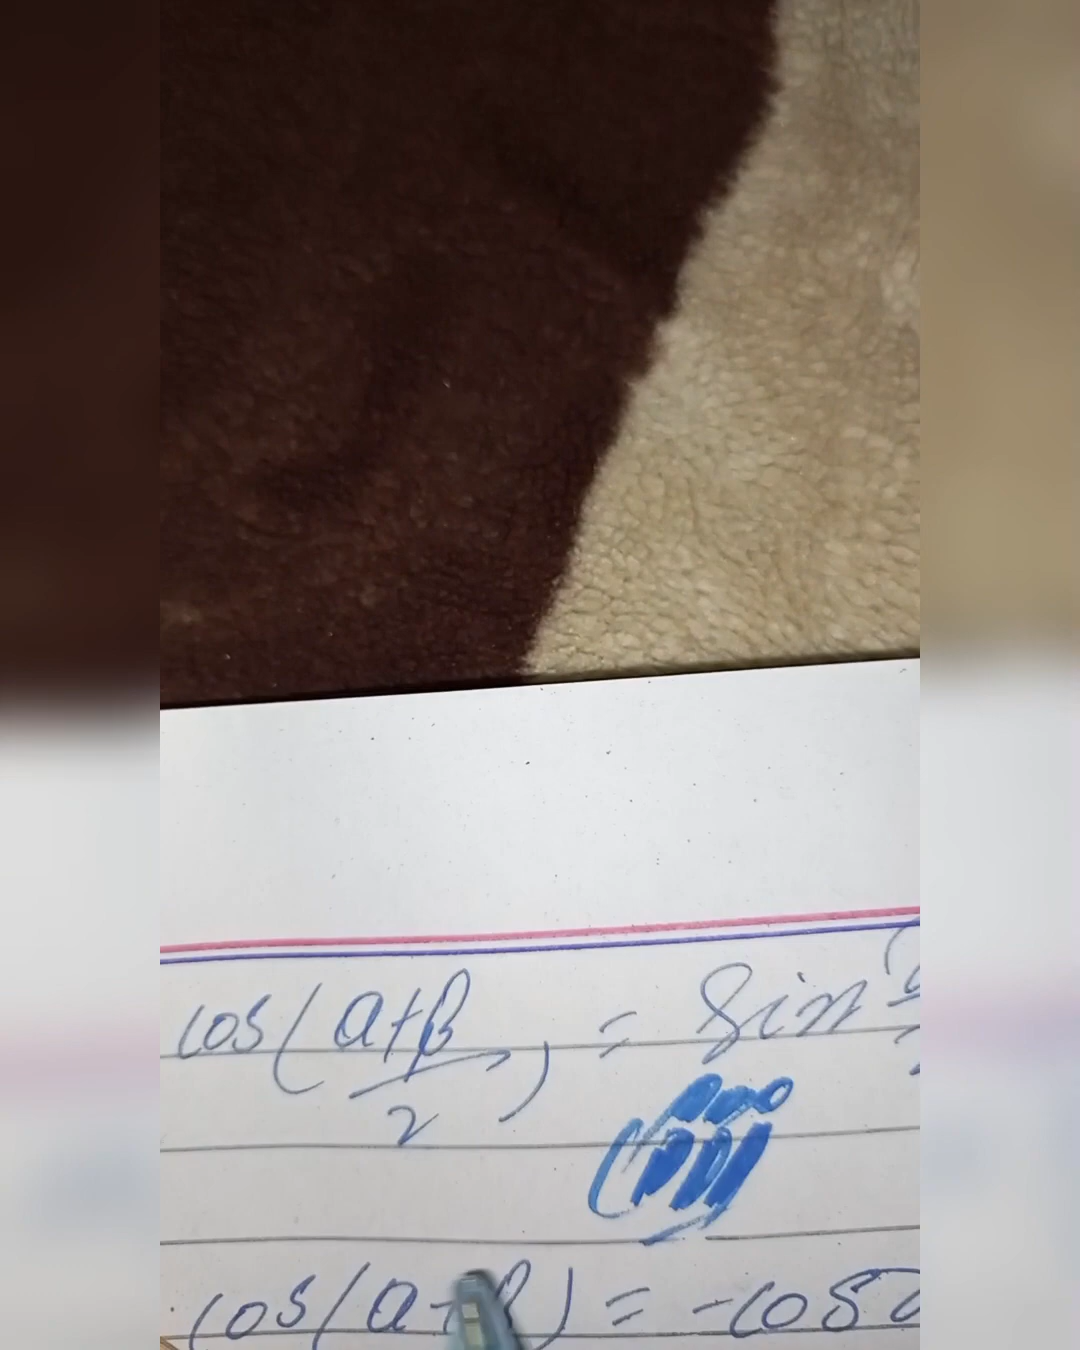 cos(α+β/2) = Sin
cos(α+β) = -cos